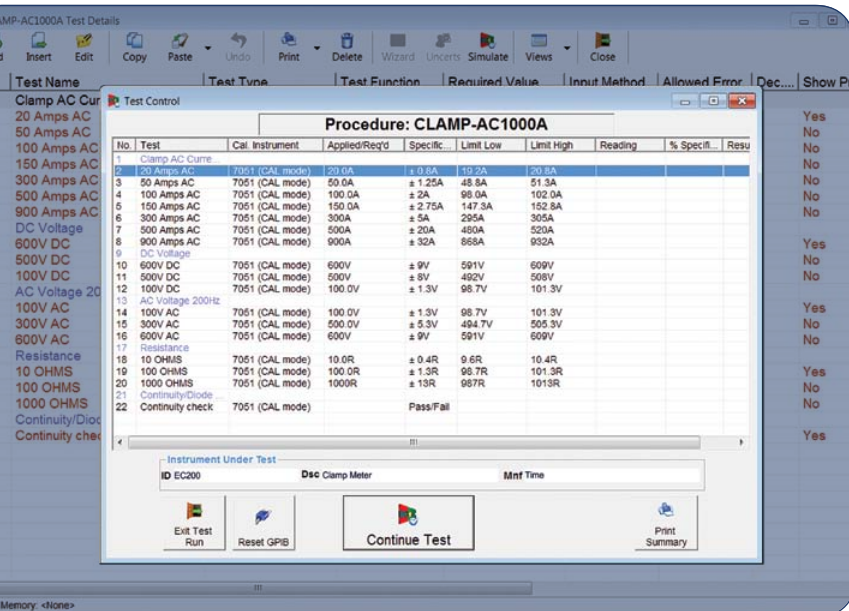 AMP-AC1000A Test Details
Insert Edit Copy Paste Undo Print Delete Wizard Uncerts Simulate Views Close
Test Name Test Type Test Function Required Value Input Method Allowed Error Dec.... Show
Clamp AC Cur
20 Amps AC Yes
50 Amps AC No
100 Amps AC No
150 Amps AC No
300 Amps AC No
500 Amps AC No
900 Amps AC No
DC Voltage
600V DC Yes
500V DC No
100V DC No
AC Voltage 20
100V AC Yes
300V AC No
600V AC No
Resistance
10 OHMS Yes
100 OHMS No
1000 OHMS No
Continuity/Diod
Continuity chec Yes
Test Control
Procedure: CLAMP-AC1000A
No. Test Cal. Instrument Applied/Req'd Specific... Limit Low Limit High Reading % Specifi... Resu
1 Clamp AC Curre...
2 20 Amps AC 7051 (CAL mode) 20.0A ± 0.8A 19.2A 20.8A
3 50 Amps AC 7051 (CAL mode) 50.0A ± 1.25A 48.8A 51.3A
4 100 Amps AC 7051 (CAL mode) 100.0A ± 2A 98.0A 102.0A
5 150 Amps AC 7051 (CAL mode) 150.0A ± 2.75A 147.3A 152.8A
6 300 Amps AC 7051 (CAL mode) 300A ± 5A 295A 305A
7 500 Amps AC 7051 (CAL mode) 500A ± 20A 480A 520A
8 900 Amps AC 7051 (CAL mode) 900A ± 32A 868A 932A
9 DC Voltage
10 600V DC 7051 (CAL mode) 600V ± 9V 591V 609V
11 500V DC 7051 (CAL mode) 500V ± 8V 492V 508V
12 100V DC 7051 (CAL mode) 100.0V ± 1.3V 98.7V 101.3V
13 AC Voltage 200Hz
14 100V AC 7051 (CAL mode) 100.0V ± 1.3V 98.7V 101.3V
15 300V AC 7051 (CAL mode) 500.0V ± 5.3V 494.7V 505.3V
16 600V AC 7051 (CAL mode) 600V ± 9V 591V 609V
17 Resistance
18 10 OHMS 7051 (CAL mode) 10.0R ± 0.4R 9.6R 10.4R
19 100 OHMS 7051 (CAL mode) 100.0R ± 1.3R 98.7R 101.3R
20 1000 OHMS 7051 (CAL mode) 1000R ± 13R 987R 1013R
21 Continuity/Diode ...
22 Continuity check 7051 (CAL mode) Pass/Fail
Instrument Under Test
ID EC200 Dsc Clamp Meter Mnf Time
Exit Test Run
Reset GPIB
Continue Test
Print Summary
Memory: <None>